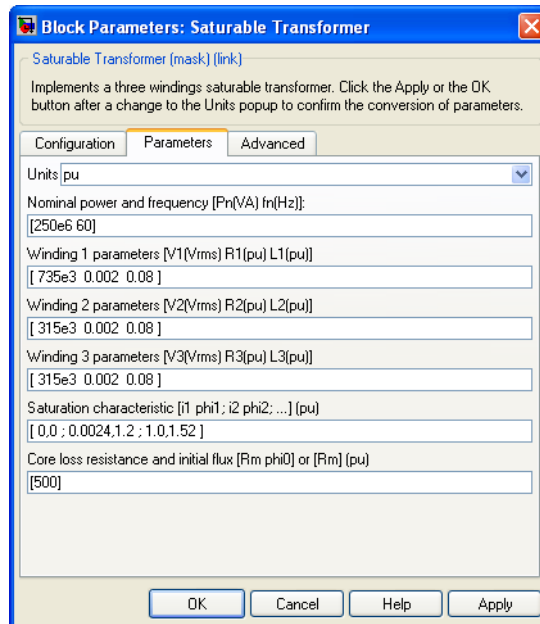 Block Parameters: Saturable Transformer
Saturable Transformer (mask) (link)
Implements a three windings saturable transformer. Click the Apply or the OK
button after a change to the Units popup to confirm the conversion of parameters.
Configuration Parameters Advanced
Units pu
Nominal power and frequency [Pn(VA) fn(Hz)]:
[250e6 60]
Winding 1 parameters [V1(Vrms) R1(pu) L1(pu)]
[ 735e3 0.002 0.08 ]
Winding 2 parameters [V2(Vrms) R2(pu) L2(pu)]
[ 315e3 0.002 0.08 ]
Winding 3 parameters [V3(Vrms) R3(pu) L3(pu)]
[ 315e3 0.002 0.08 ]
Saturation characteristic [i1 phi1; i2 phi2; ...] (pu)
[ 0,0 ; 0.0024,1.2 ; 1.0,1.52 ]
Core loss resistance and initial flux [Rm phi0] or [Rm] (pu)
[500]
OK Cancel Help Apply